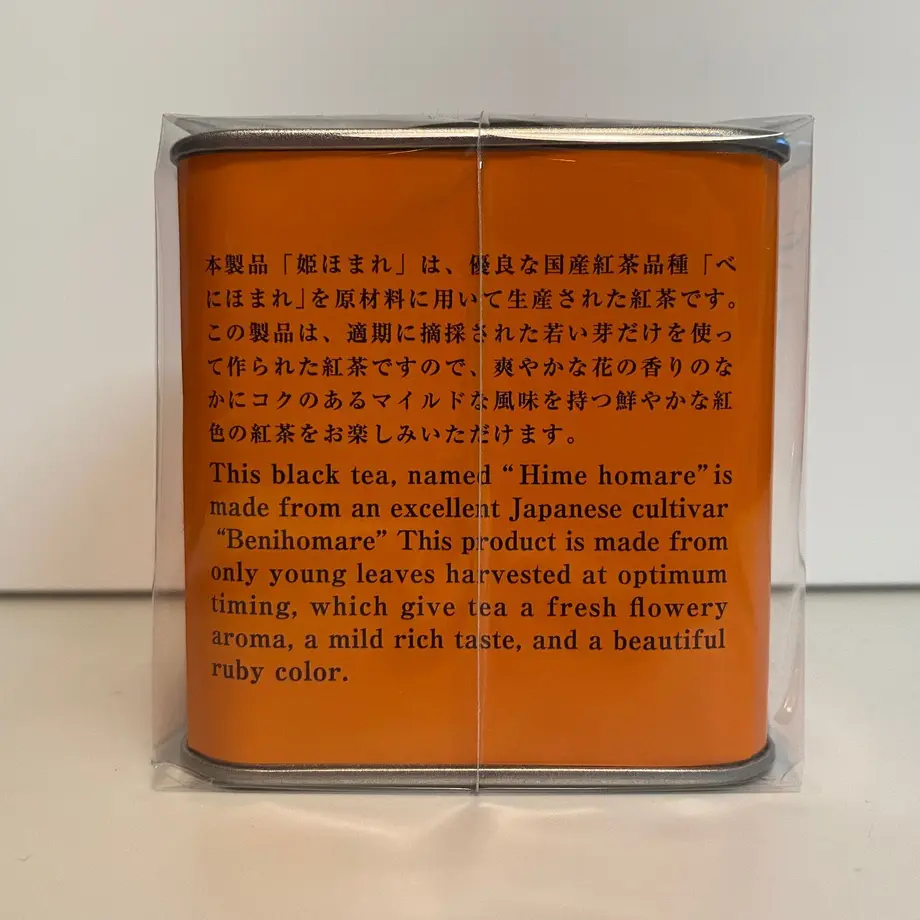 本製品「姫ほまれ」は、優良な国産紅茶品種「べ
にほまれ」を原材料に用いて生産された紅茶です。
この製品は、適期に摘採された若い芽だけを使っ
て作られた紅茶ですので、爽やかな花の香りのな
かにコクのあるマイルドな風味を持つ鮮やかな紅
色の紅茶をお楽しみいただけます。
This black tea, named “Hime homare” is
made from an excellent Japanese cultivar
“Benihomare” This product is made from
only young leaves harvested at optimum
timing, which give tea a fresh flowery
aroma, a mild rich taste, and a beautiful
ruby color.